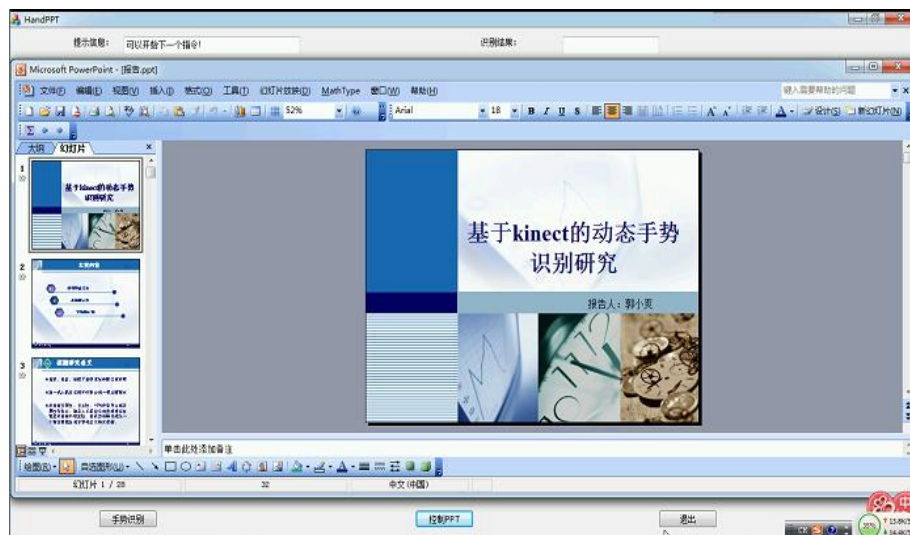 HandPPT
提示信息: 可以开始下一个指令! 识别结果:
Microsoft PowerPoint - [报告.ppt]
文件(F) 编辑(E) 视图(V) 插入(I) 格式(O) 工具(T) 幻灯片放映(D) MathType 窗口(W) 帮助(H) 键入需要帮助的问题
52% Arial 18 B I U S 设计(S) 新幻灯片(N)
大纲 幻灯片
1
基于kinect的动态手势
识别研究
2
3
基于kinect的动态手势
识别研究
报告人：郭小爽
单击此处添加备注
绘图(R) 自选图形(U)
幻灯片 1 / 28 32 中文(中国)
手势识别 控制PPT 退出